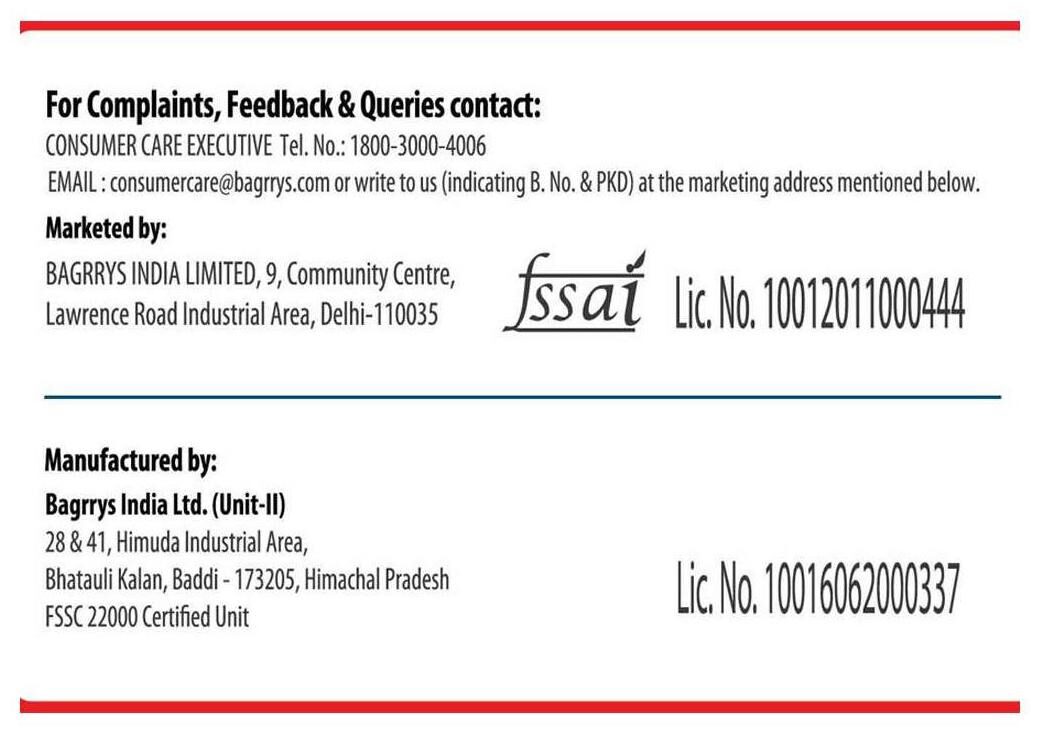 For Complaints, Feedback & Queries contact:
CONSUMER CARE EXECUTIVE Tel. No.: 1800-3000-4006
EMAIL : consumercare@bagrrys.com or write to us (indicating B. No. & PKD) at the marketing address mentioned below.
Marketed by:
BAGRRYS INDIA LIMITED, 9, Community Centre,
Lawrence Road Industrial Area, Delhi-110035
fssai Lic. No. 10012011000444
Manufactured by:
Bagrrys India Ltd. (Unit-II)
28 & 41, Himuda Industrial Area,
Bhatauli Kalan, Baddi - 173205, Himachal Pradesh
FSSC 22000 Certified Unit
Lic. No. 10016062000337